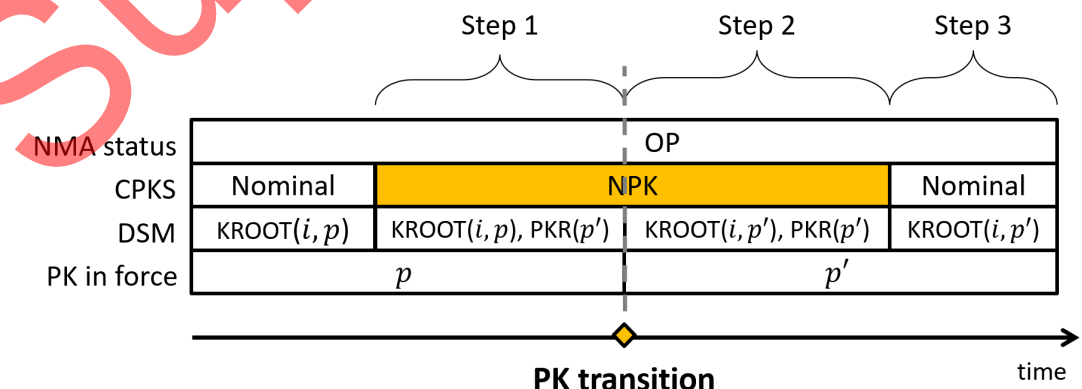 Step 1 Step 2 Step 3
NMA status OP
CPKS Nominal NPK Nominal
DSM KROOT(i, p) KROOT(i, p), PKR(p′) KROOT(i, p′), PKR(p′) KROOT(i, p′)
PK in force p p′
time
PK transition